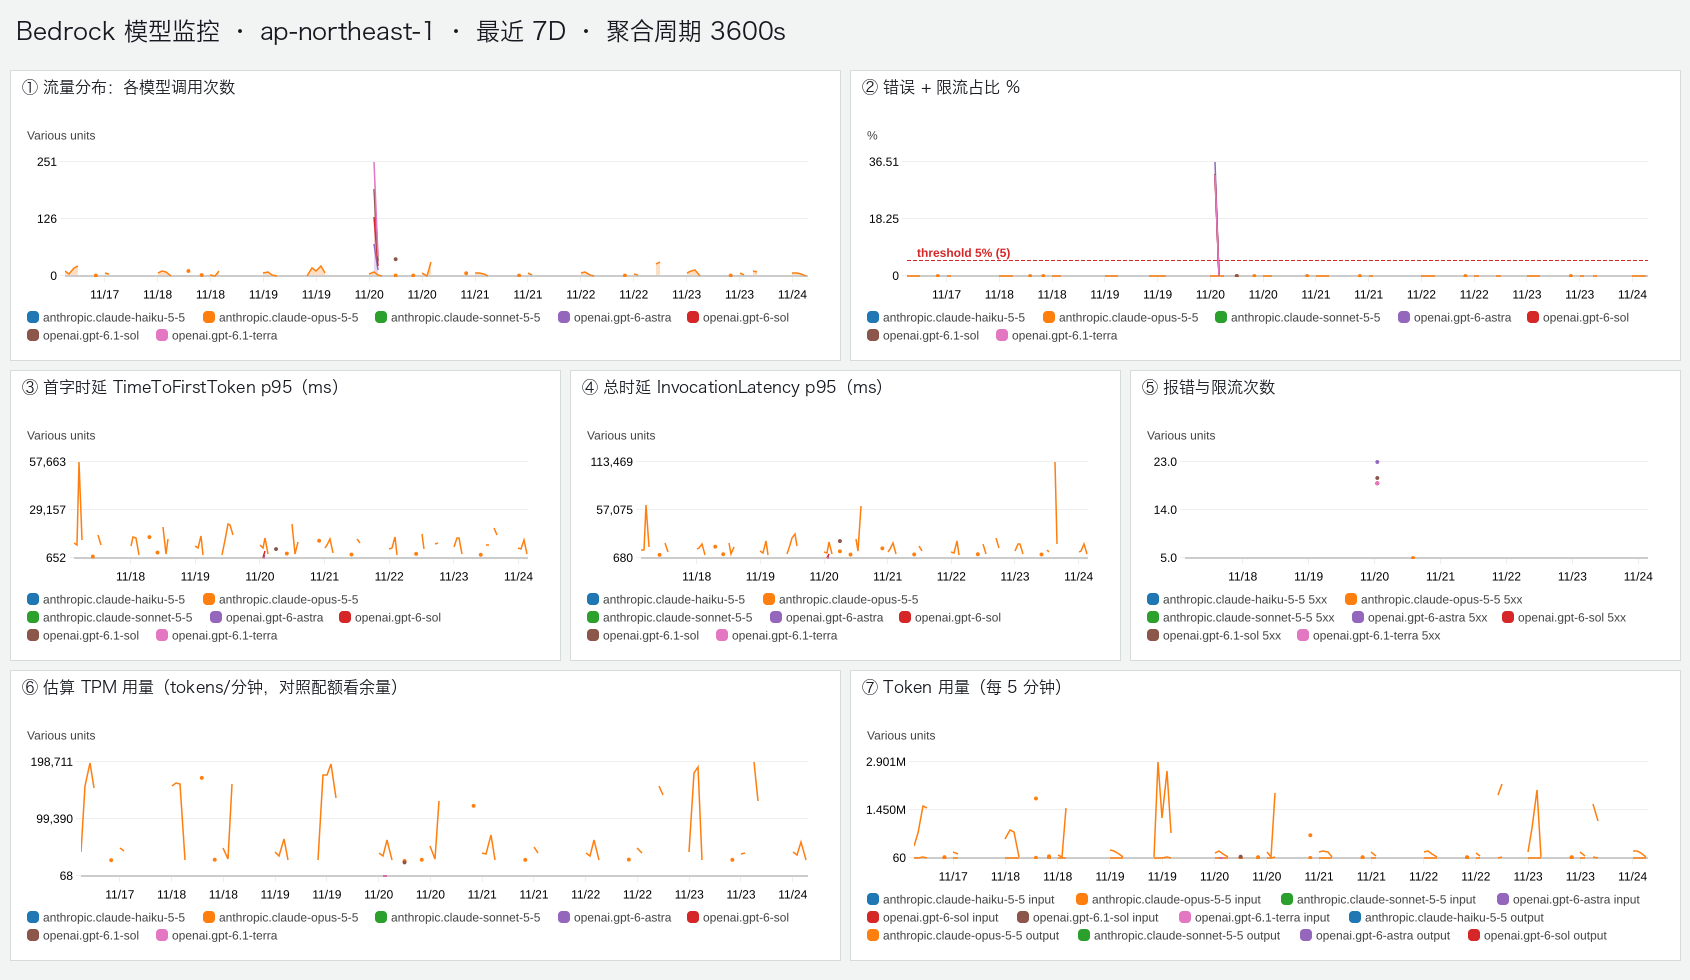 Bedrock 模型监控 · ap-northeast-1 · 最近 7D · 聚合周期 3600s
① 流量分布：各模型调用次数
Various units
251
126
0
11/17 11/18 11/18 11/19 11/19 11/20 11/20 11/21 11/21 11/22 11/22 11/23 11/23 11/24
anthropic.claude-haiku-5-5 anthropic.claude-opus-5-5 anthropic.claude-sonnet-5-5 openai.gpt-6-astra openai.gpt-6-sol
openai.gpt-6.1-sol openai.gpt-6.1-terra
② 错误 + 限流占比 %
%
36.51
18.25
threshold 5% (5)
0
11/17 11/18 11/18 11/19 11/19 11/20 11/20 11/21 11/21 11/22 11/22 11/23 11/23 11/24
anthropic.claude-haiku-5-5 anthropic.claude-opus-5-5 anthropic.claude-sonnet-5-5 openai.gpt-6-astra openai.gpt-6-sol
openai.gpt-6.1-sol openai.gpt-6.1-terra
③ 首字时延 TimeToFirstToken p95（ms）
Various units
57,663
29,157
652
11/18 11/19 11/20 11/21 11/22 11/23 11/24
anthropic.claude-haiku-5-5 anthropic.claude-opus-5-5
anthropic.claude-sonnet-5-5 openai.gpt-6-astra openai.gpt-6-sol
openai.gpt-6.1-sol openai.gpt-6.1-terra
④ 总时延 InvocationLatency p95（ms）
Various units
113,469
57,075
680
11/18 11/19 11/20 11/21 11/22 11/23 11/24
anthropic.claude-haiku-5-5 anthropic.claude-opus-5-5
anthropic.claude-sonnet-5-5 openai.gpt-6-astra openai.gpt-6-sol
openai.gpt-6.1-sol openai.gpt-6.1-terra
⑤ 报错与限流次数
Various units
23.0
14.0
5.0
11/18 11/19 11/20 11/21 11/22 11/23 11/24
anthropic.claude-haiku-5-5 5xx anthropic.claude-opus-5-5 5xx
anthropic.claude-sonnet-5-5 5xx openai.gpt-6-astra 5xx openai.gpt-6-sol 5xx
openai.gpt-6.1-sol 5xx openai.gpt-6.1-terra 5xx
⑥ 估算 TPM 用量（tokens/分钟，对照配额看余量）
Various units
198,711
99,390
68
11/17 11/18 11/18 11/19 11/19 11/20 11/20 11/21 11/21 11/22 11/22 11/23 11/23 11/24
anthropic.claude-haiku-5-5 anthropic.claude-opus-5-5 anthropic.claude-sonnet-5-5 openai.gpt-6-astra openai.gpt-6-sol
openai.gpt-6.1-sol openai.gpt-6.1-terra
⑦ Token 用量（每 5 分钟）
Various units
2.901M
1.450M
60
11/17 11/18 11/18 11/19 11/19 11/20 11/20 11/21 11/21 11/22 11/22 11/23 11/23 11/24
anthropic.claude-haiku-5-5 input anthropic.claude-opus-5-5 input anthropic.claude-sonnet-5-5 input openai.gpt-6-astra input
openai.gpt-6-sol input openai.gpt-6.1-sol input openai.gpt-6.1-terra input anthropic.claude-haiku-5-5 output
anthropic.claude-opus-5-5 output anthropic.claude-sonnet-5-5 output openai.gpt-6-astra output openai.gpt-6-sol output